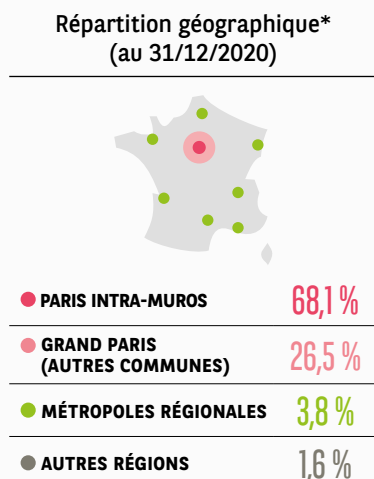 Répartition géographique*
(au 31/12/2020)
PARIS INTRA-MUROS 68,1 %
GRAND PARIS
(AUTRES COMMUNES) 26,5 %
MÉTROPOLES RÉGIONALES 3,8 %
AUTRES RÉGIONS 1,6 %